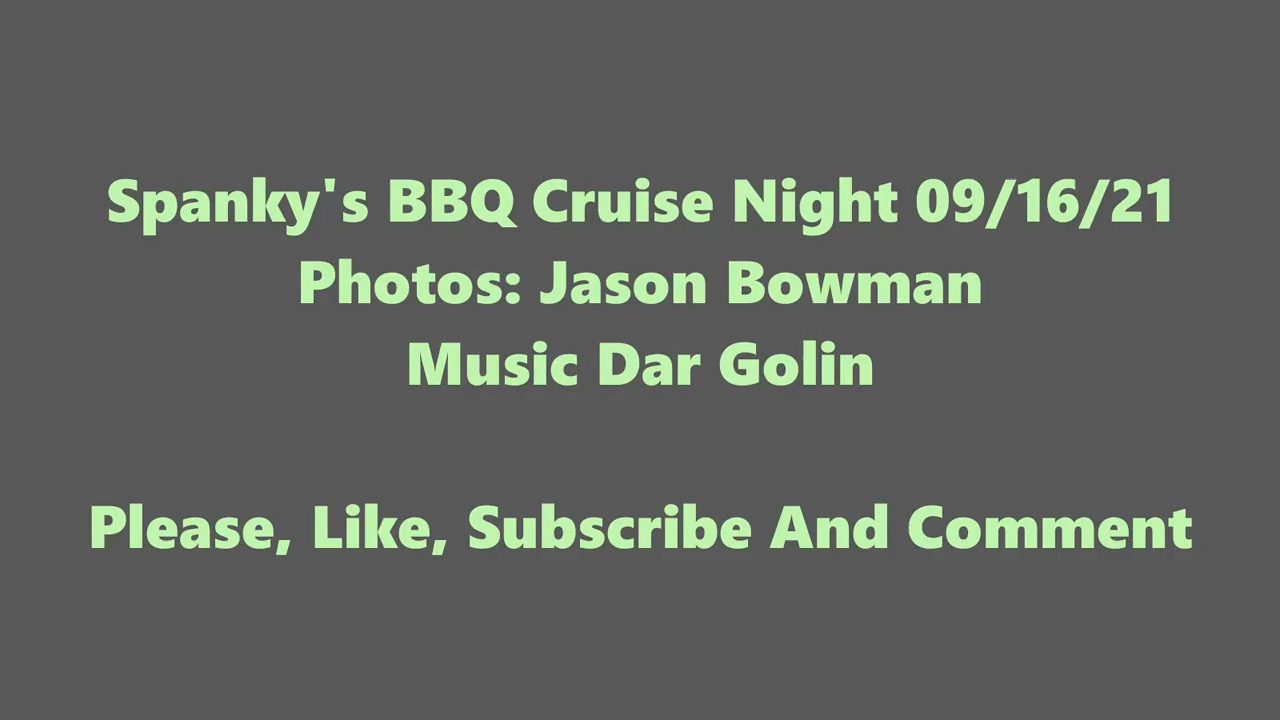 Spanky's BBQ Cruise Night 09/16/21
Photos: Jason Bowman
Music Dar Golin
Please, Like, Subscribe And Comment